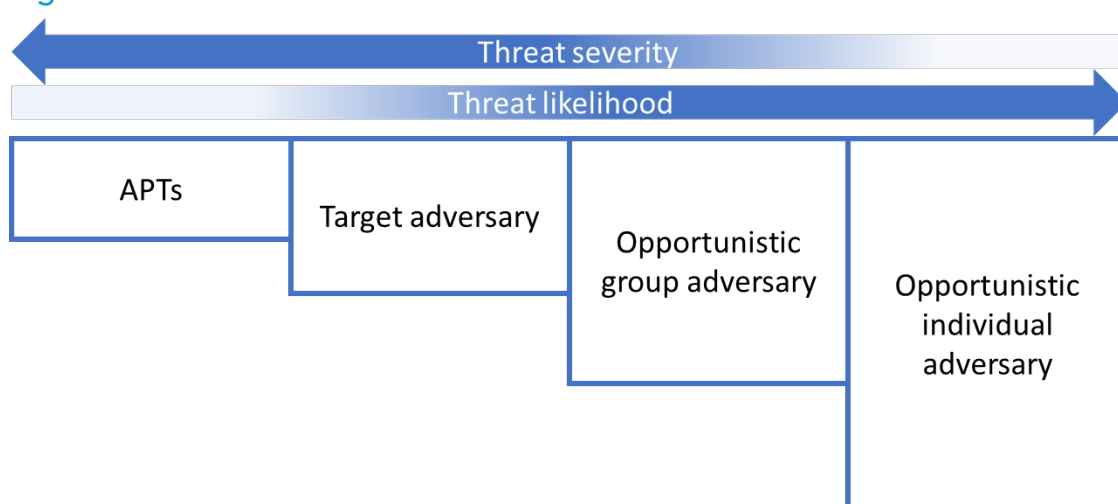 Threat severity
Threat likelihood
APTs
Target adversary
Opportunistic
group adversary
Opportunistic
individual
adversary